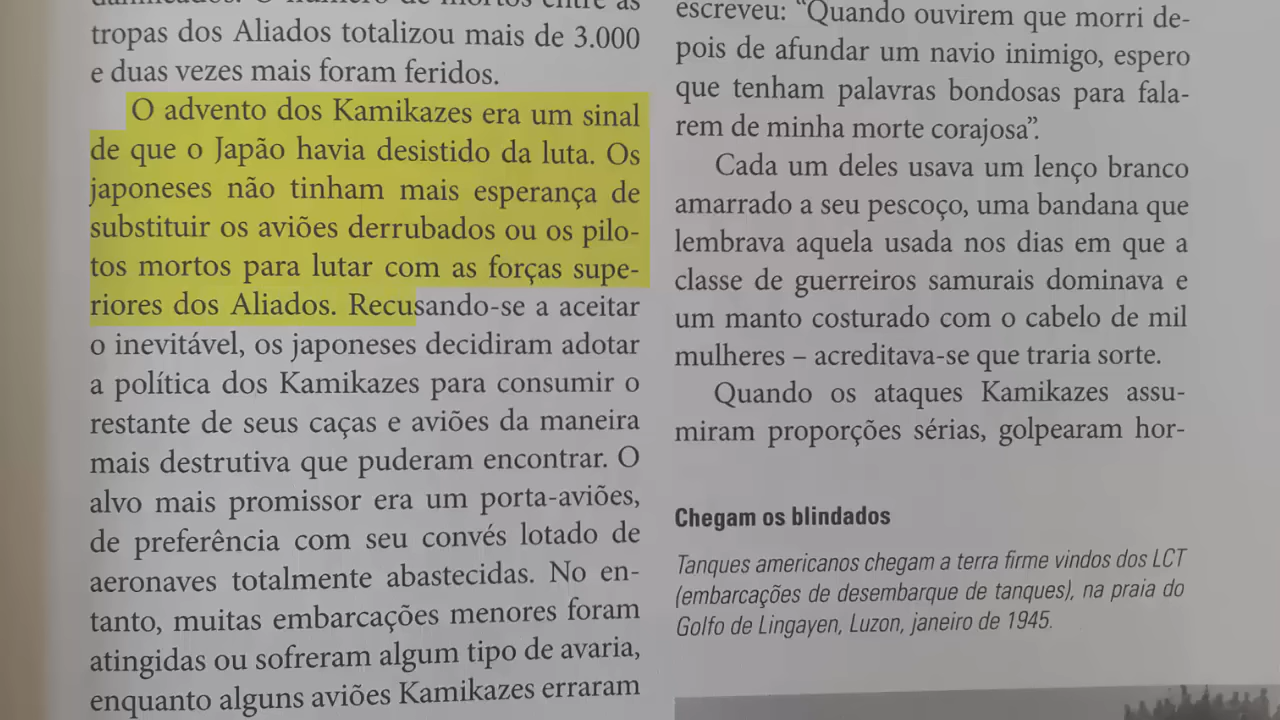 danificados. O número de mortos entre as
tropas dos Aliados totalizou mais de 3.000
e duas vezes mais foram feridos.
O advento dos Kamikazes era um sinal
de que o Japão havia desistido da luta. Os
japoneses não tinham mais esperança de
substituir os aviões derrubados ou os pilo-
tos mortos para lutar com as forças supe-
riores dos Aliados. Recusando-se a aceitar
o inevitável, os japoneses decidiram adotar
a política dos Kamikazes para consumir o
restante de seus caças e aviões da maneira
mais destrutiva que puderam encontrar. O
alvo mais promissor era um porta-aviões,
de preferência com seu convés lotado de
aeronaves totalmente abastecidas. No en-
tanto, muitas embarcações menores foram
atingidas ou sofreram algum tipo de avaria,
enquanto alguns aviões Kamikazes erraram
escreveu: “Quando ouvirem que morri de-
pois de afundar um navio inimigo, espero
que tenham palavras bondosas para fala-
rem de minha morte corajosa”.
Cada um deles usava um lenço branco
amarrado a seu pescoço, uma bandana que
lembrava aquela usada nos dias em que a
classe de guerreiros samurais dominava e
um manto costurado com o cabelo de mil
mulheres – acreditava-se que traria sorte.
Quando os ataques Kamikazes assu-
miram proporções sérias, golpearam hor-
Chegam os blindados
Tanques americanos chegam a terra firme vindos dos LCT
(embarcações de desembarque de tanques), na praia do
Golfo de Lingayen, Luzon, janeiro de 1945.